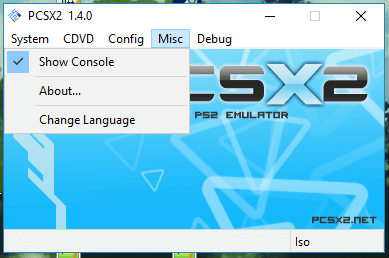 PCSX2 1.4.0
System CDVD Config Misc Debug
Show Console
About...
Change Language
PCSX2
PS2 EMULATOR
PCSX2.NET
Iso